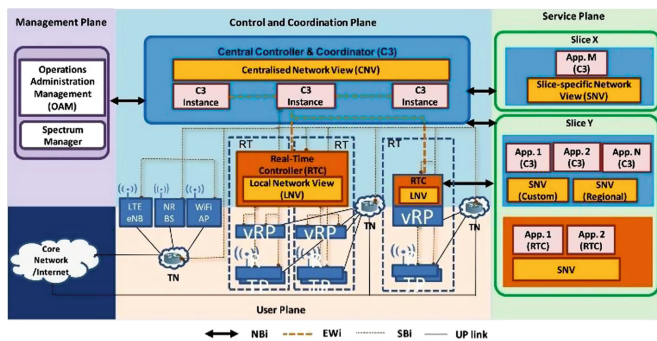 Management Plane
Control and Coordination Plane
Service Plane
Operations
Administration
Management
(OAM)
Spectrum
Manager
Central Controller & Coordinator (C3)
Centralised Network View (CNV)
C3
Instance
C3
Instance
C3
Instance
Slice X
App. M
(C3)
Slice-specific Network
View (SNV)
Slice Y
App. 1
(C3)
App. 2
(C3)
App. N
(C3)
SNV
(Custom)
SNV
(Regional)
App. 1
(RTC)
App. 2
(RTC)
SNV
RT
RT
RT
Real-Time
Controller (RTC)
Local Network View
(LNV)
RTC
LNV
vRP
vRP
vRP
LTE
eNB
NR
BS
WiFi
AP
TN
TN
TN
Core
Network
/Internet
User Plane
NBi
EWi
SBi
UP link